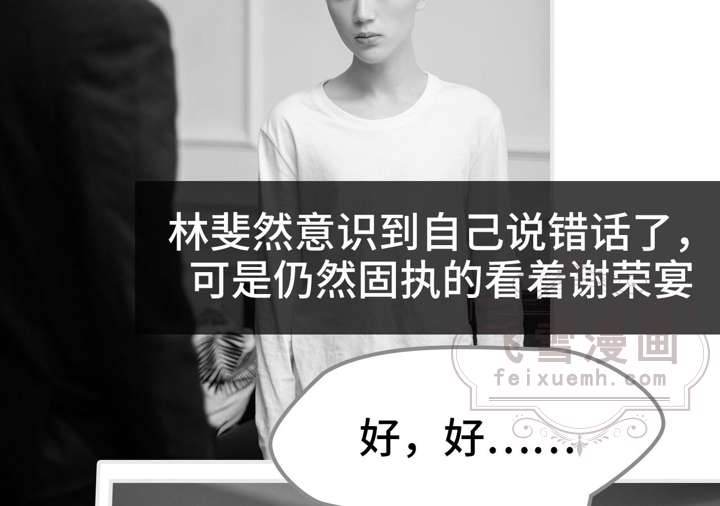 林斐然意识到自己说错话了，
可是仍然固执的看着谢荣宴
飞雪漫画
feixuemh.com
好，好……